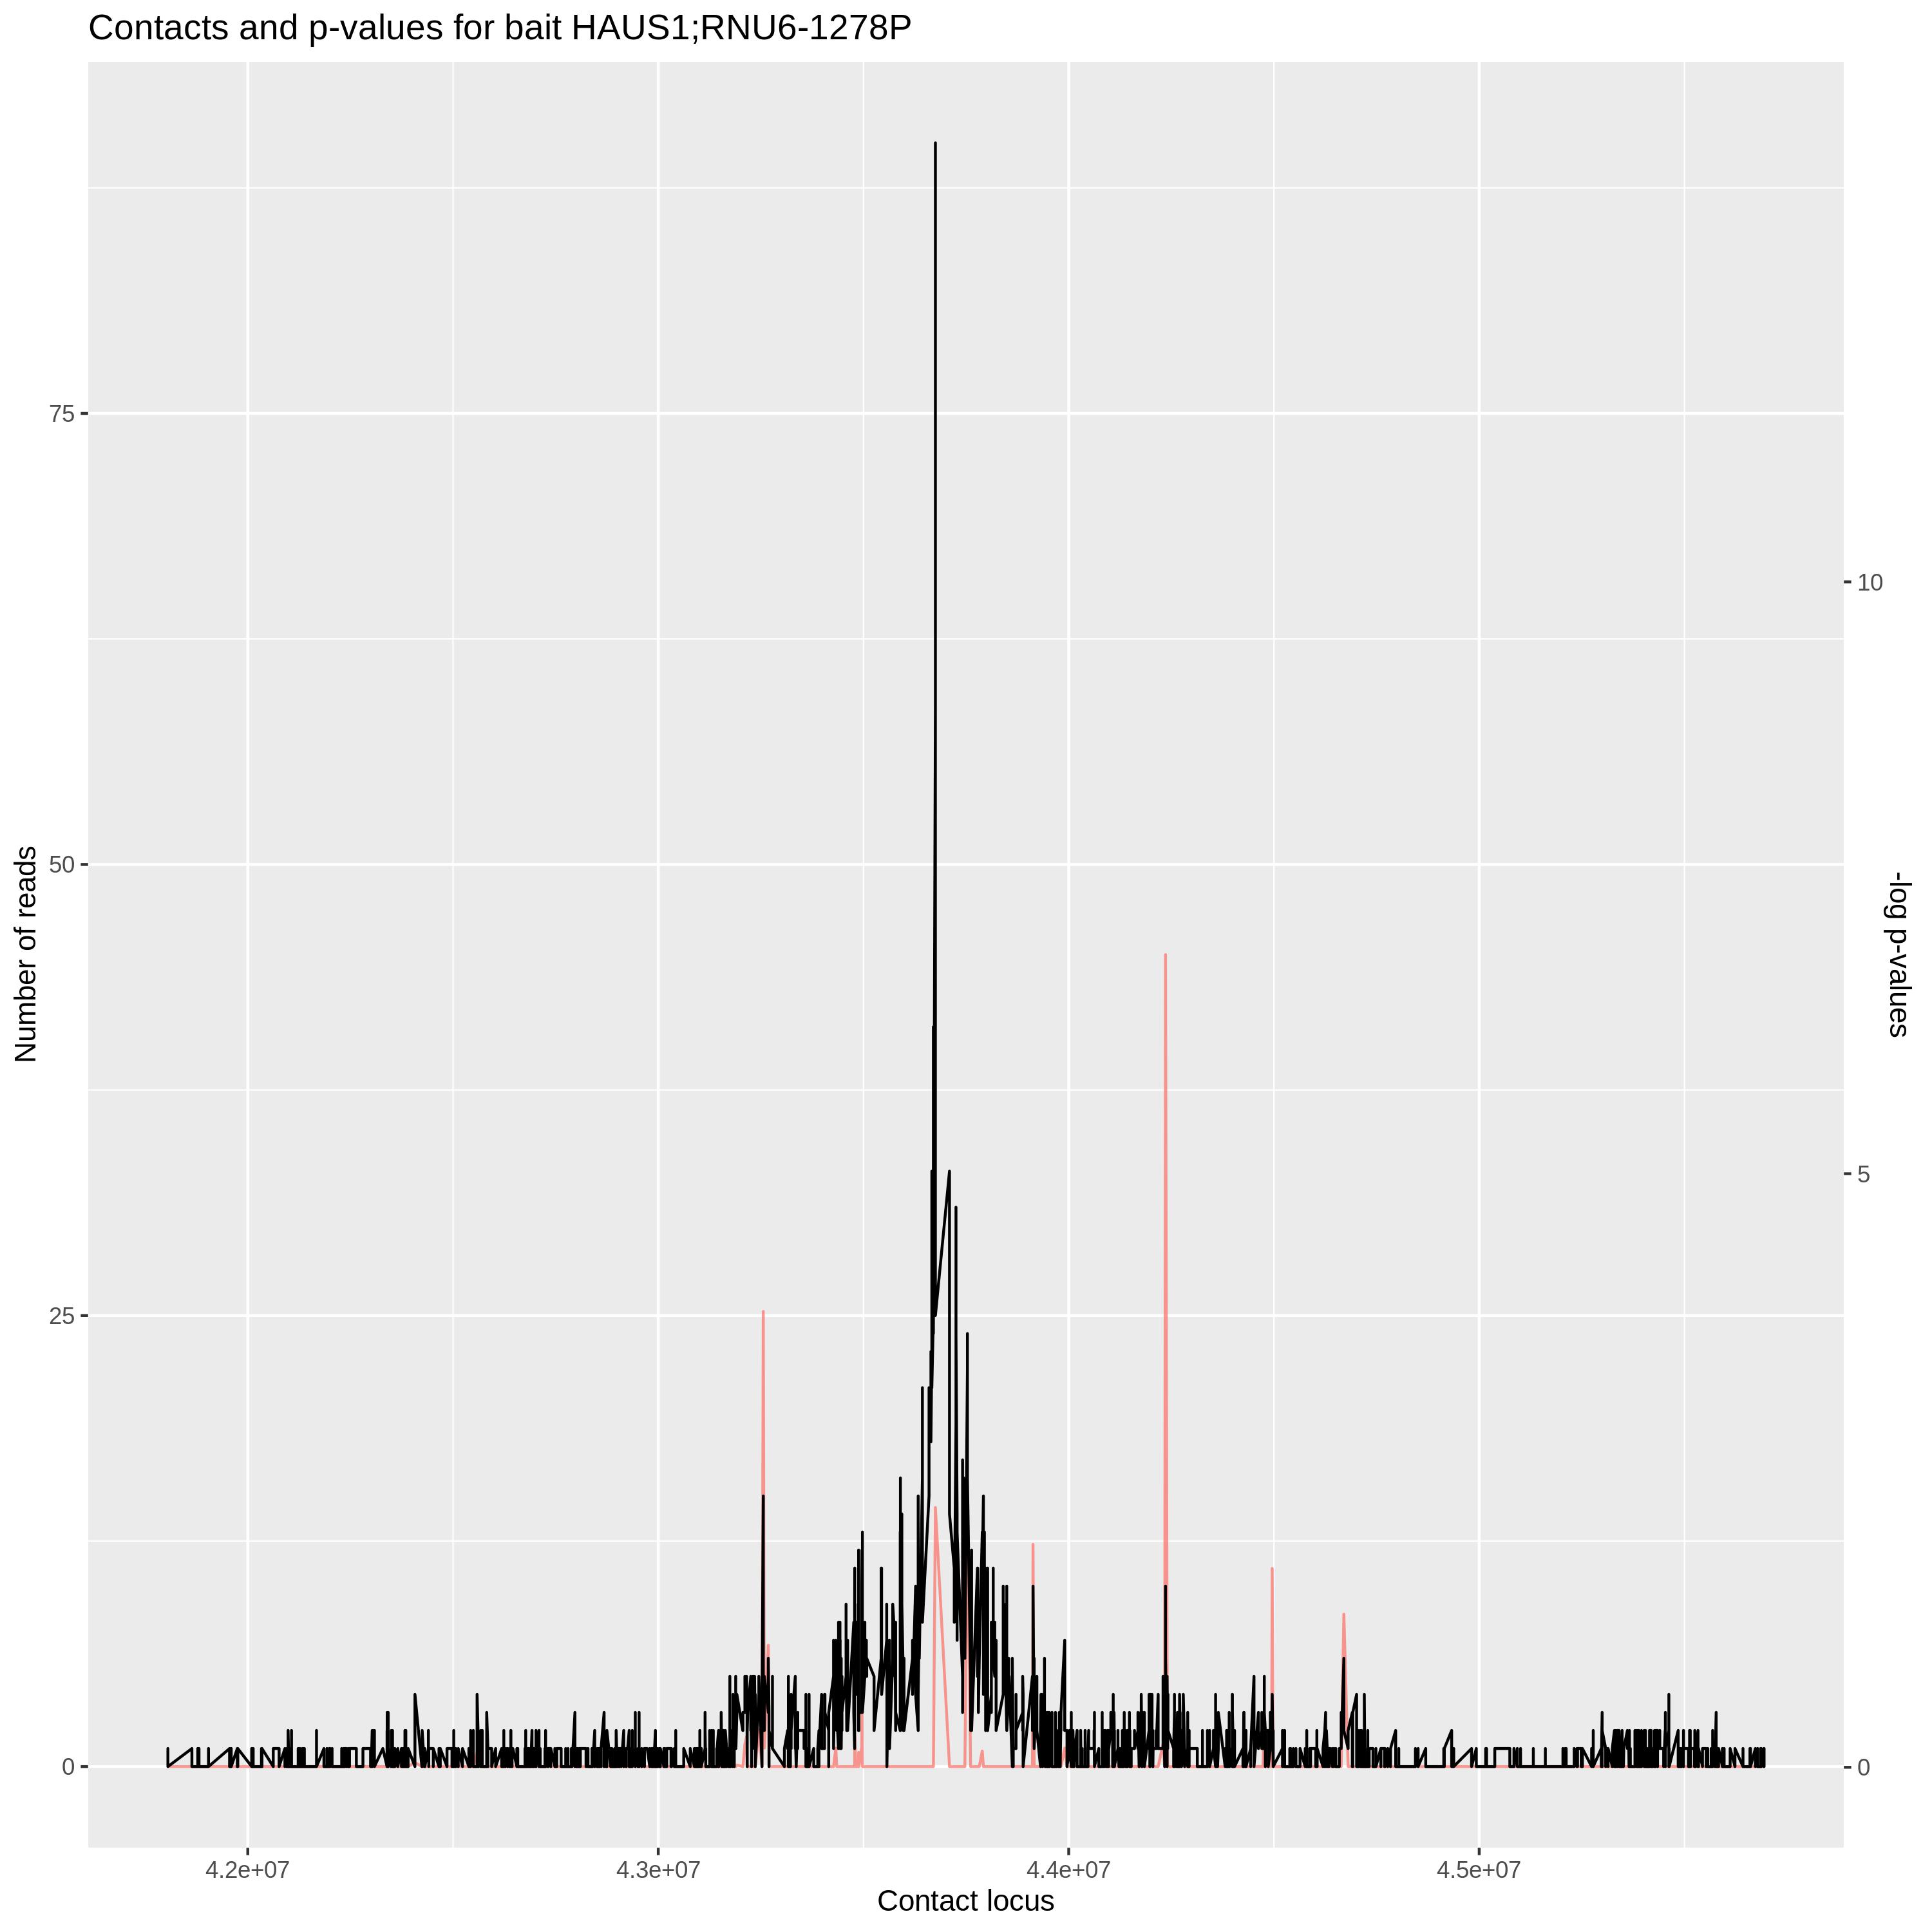 Contacts and p-values for bait HAUS1;RNU6-1278P
Number of reads
75
50
25
0
10
5
0
-log p-values
4.2e+07
4.3e+07
4.4e+07
4.5e+07
Contact locus